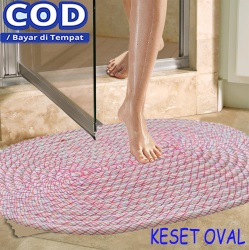 COD
/ Bayar di Tempat
KESET OVAL